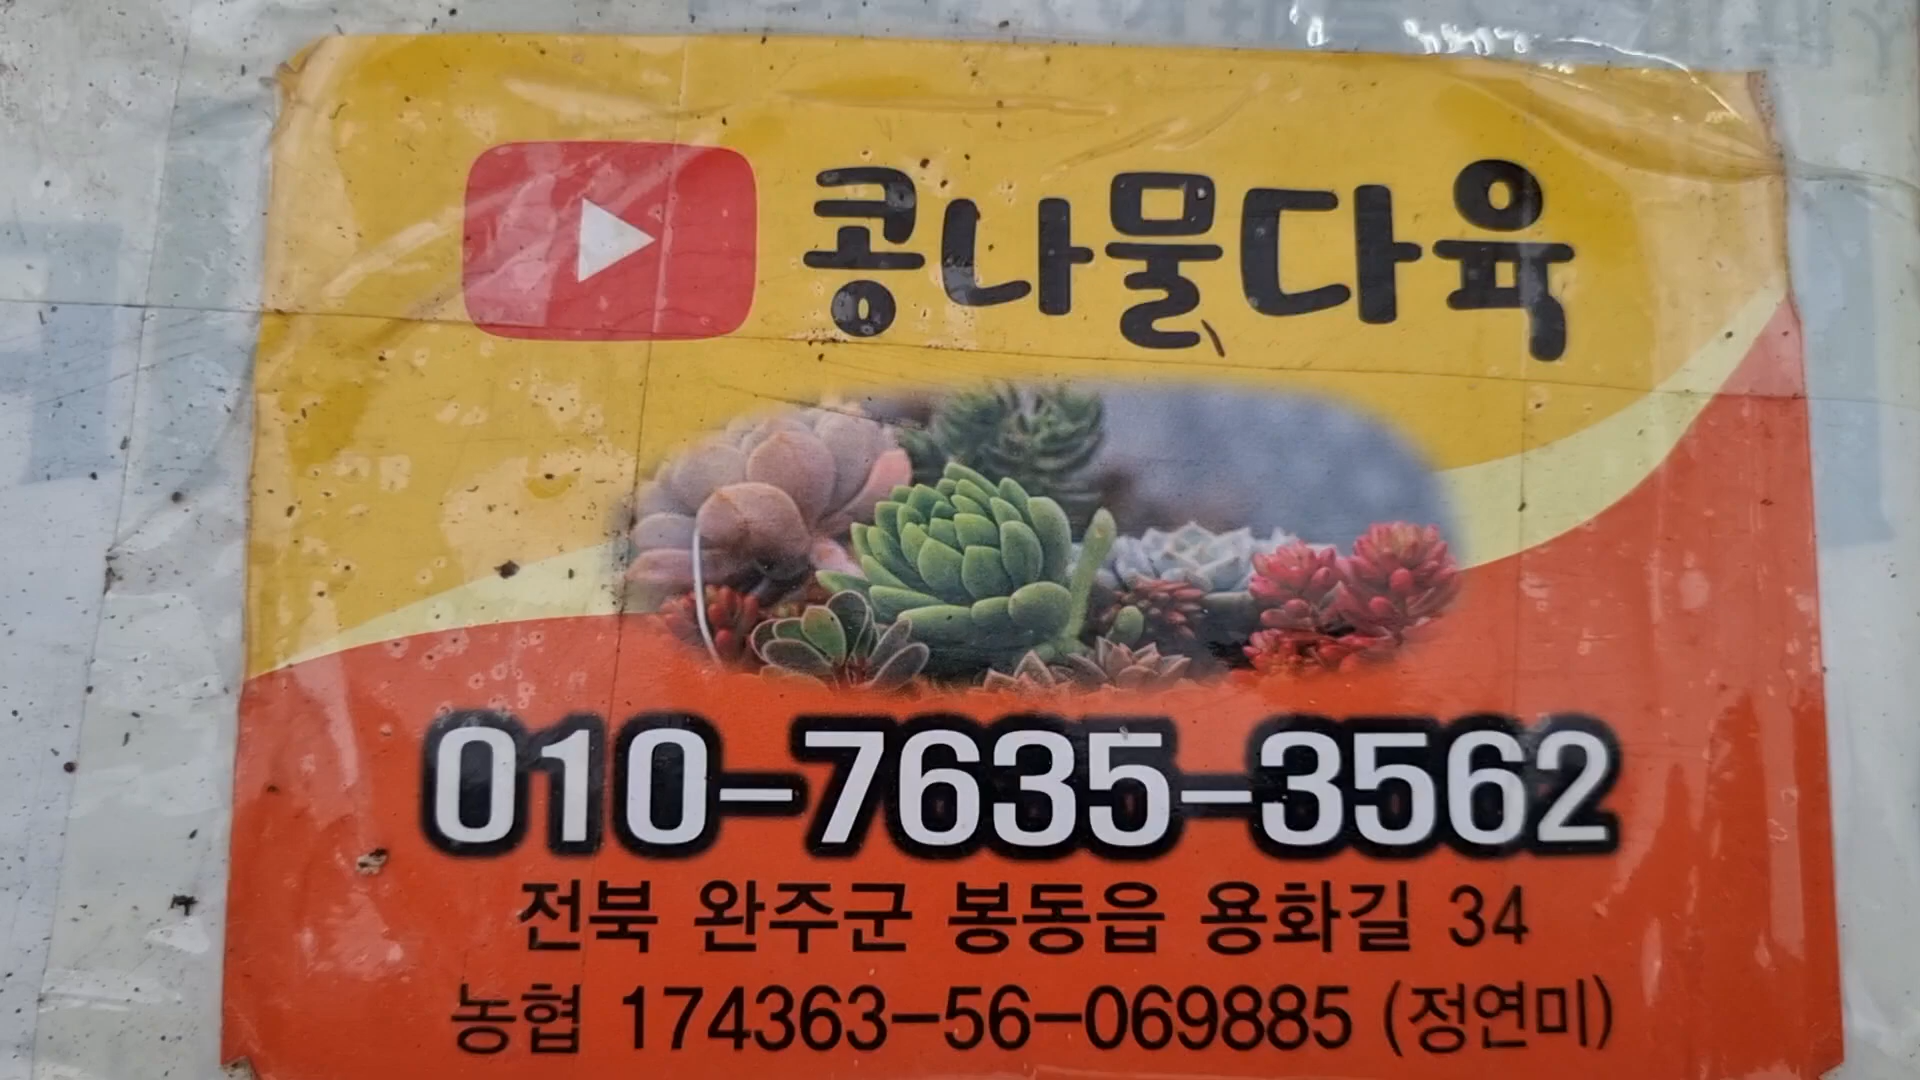 콩나물다육
010-7635-3562
전북 완주군 봉동읍 용화길 34
농협 174363-56-069885 (정연미)